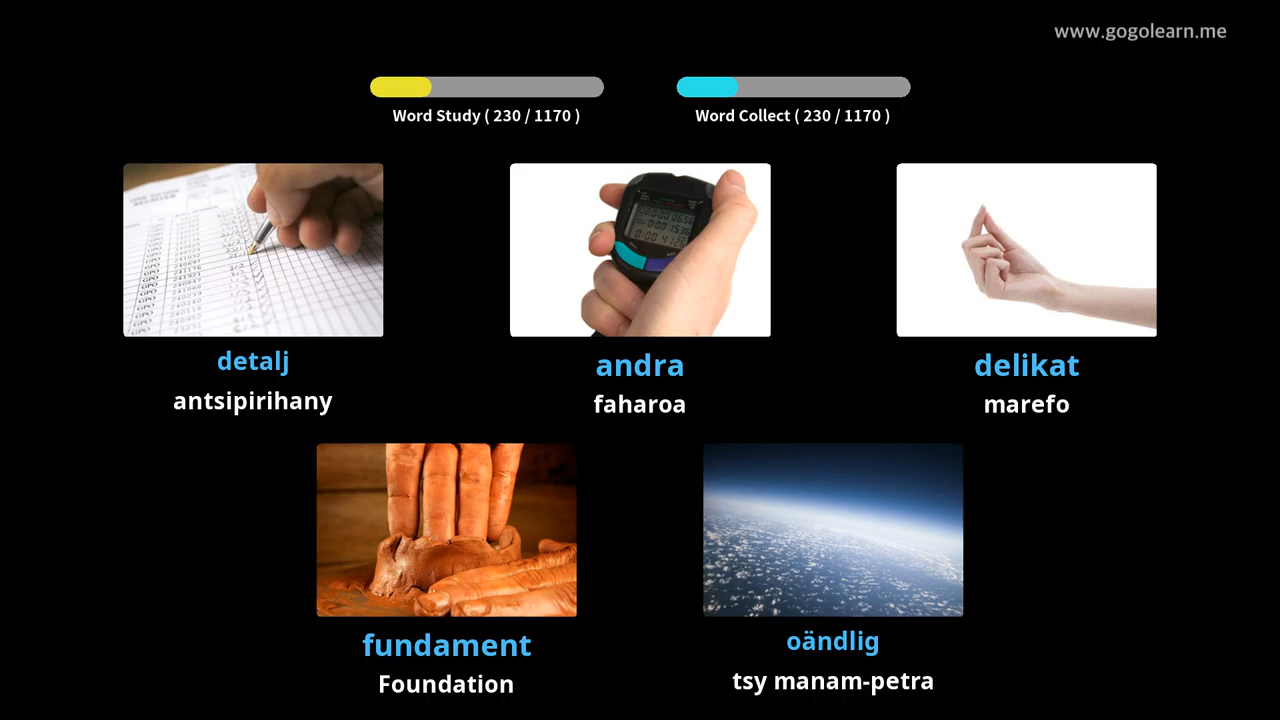 www.gogolearn.me
Word Study ( 230 / 1170 )
Word Collect ( 230 / 1170 )
detalj
antsipirihany
andra
faharoa
delikat
marefo
fundament
Foundation
oändlig
tsy manam-petra